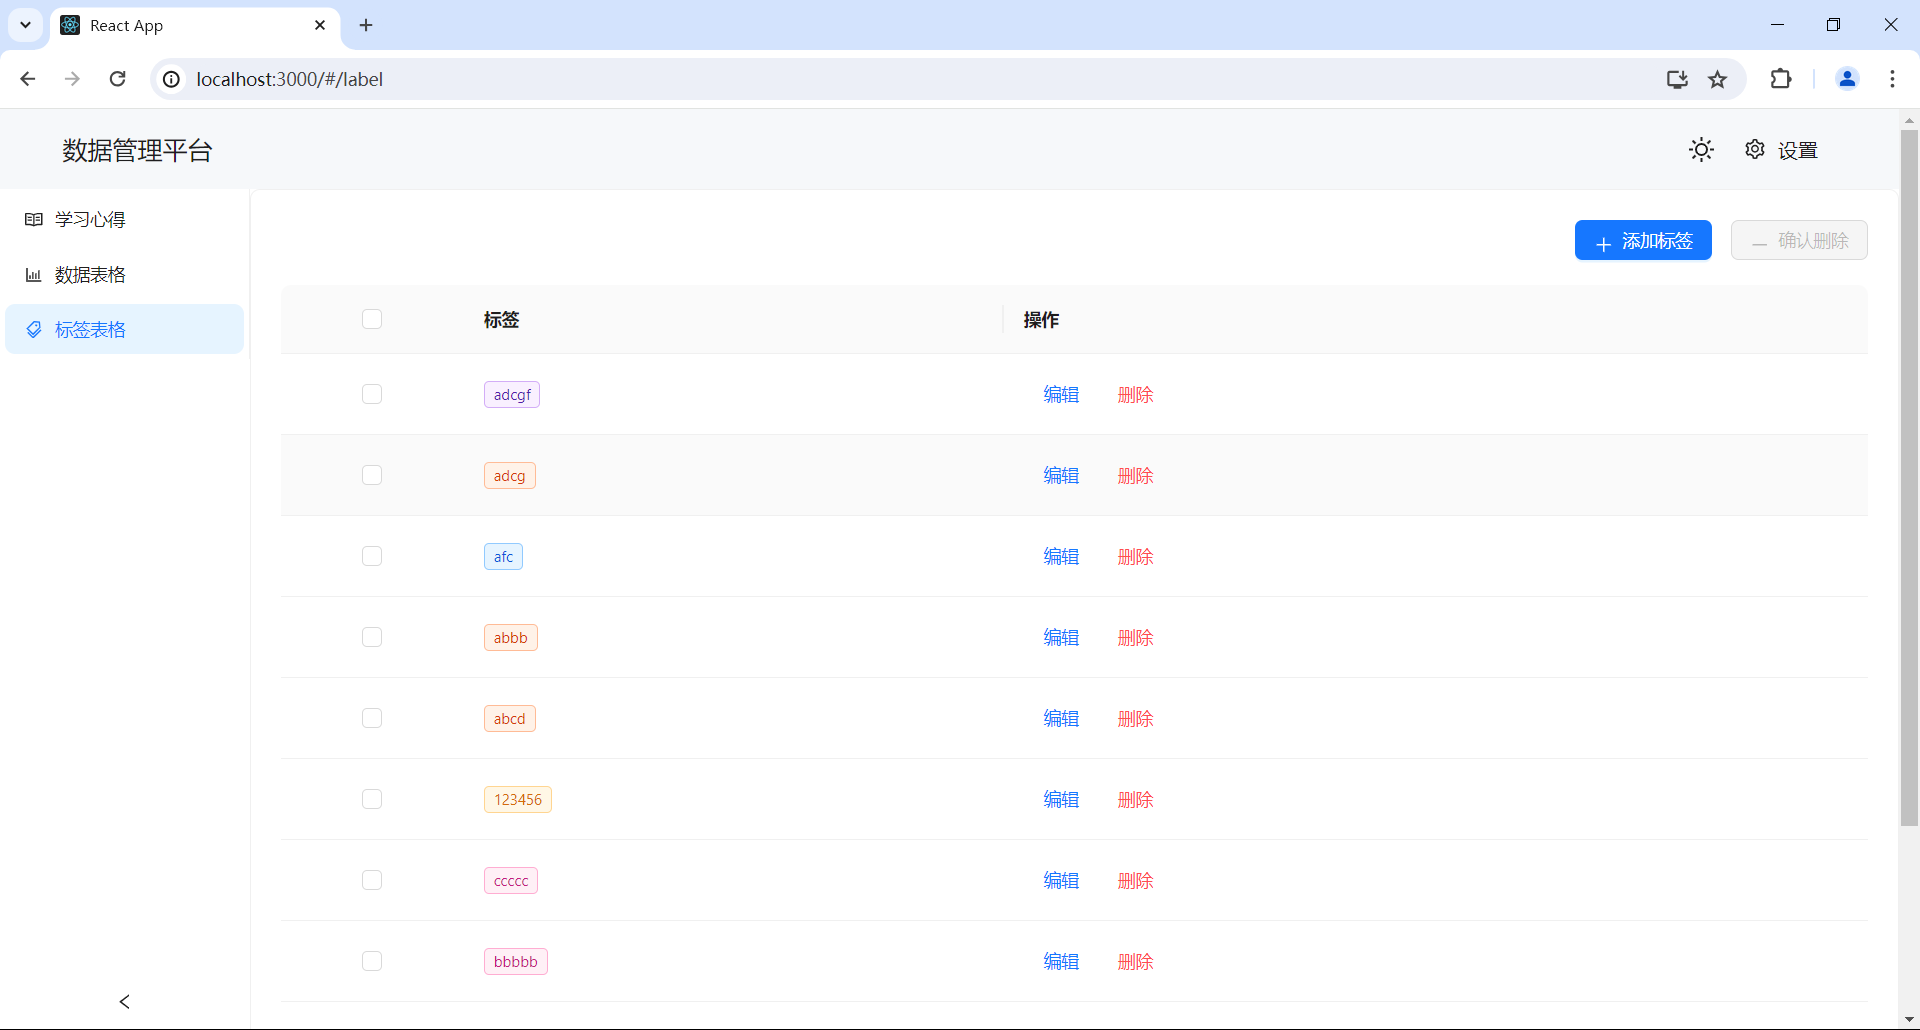 React App
localhost:3000/#/label
数据管理平台
设置
学习心得
数据表格
标签表格
添加标签
确认删除
标签 操作
adcgf 编辑 删除
adcg 编辑 删除
afc 编辑 删除
abbb 编辑 删除
abcd 编辑 删除
123456 编辑 删除
ccccc 编辑 删除
bbbbb 编辑 删除